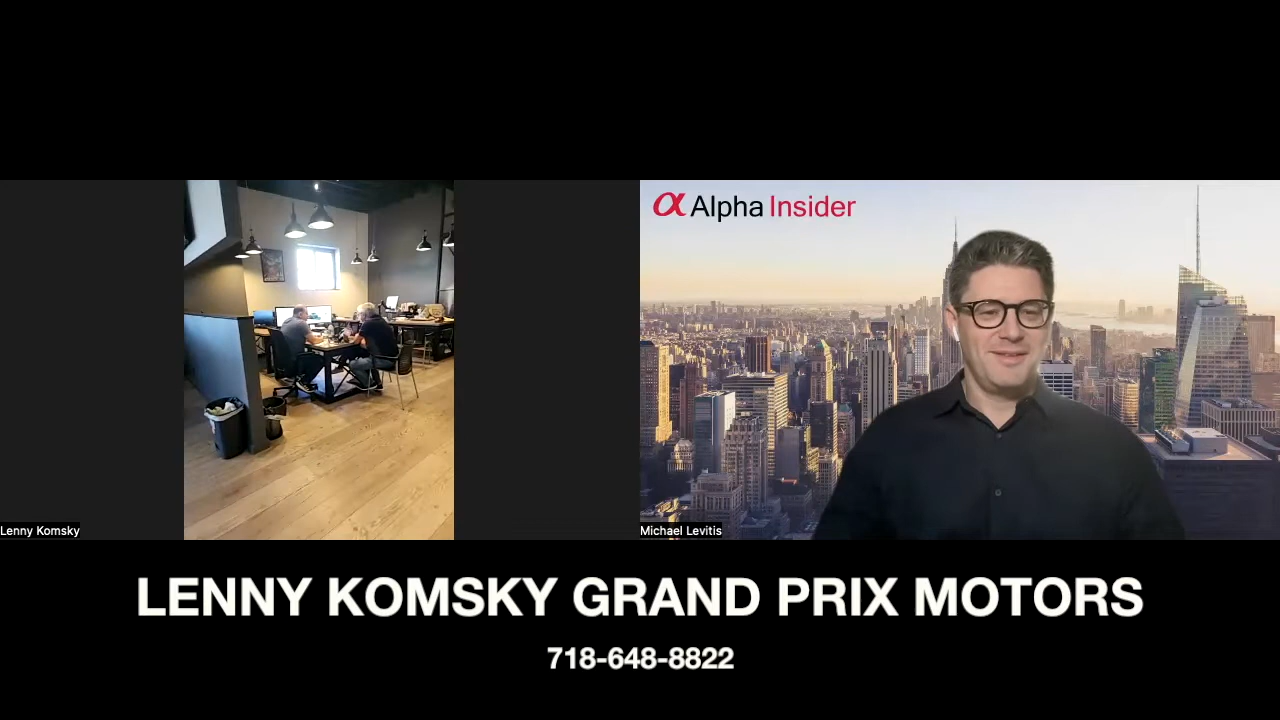 α Alpha Insider
Lenny Komsky
Michael Levitis
LENNY KOMSKY GRAND PRIX MOTORS
718-648-8822